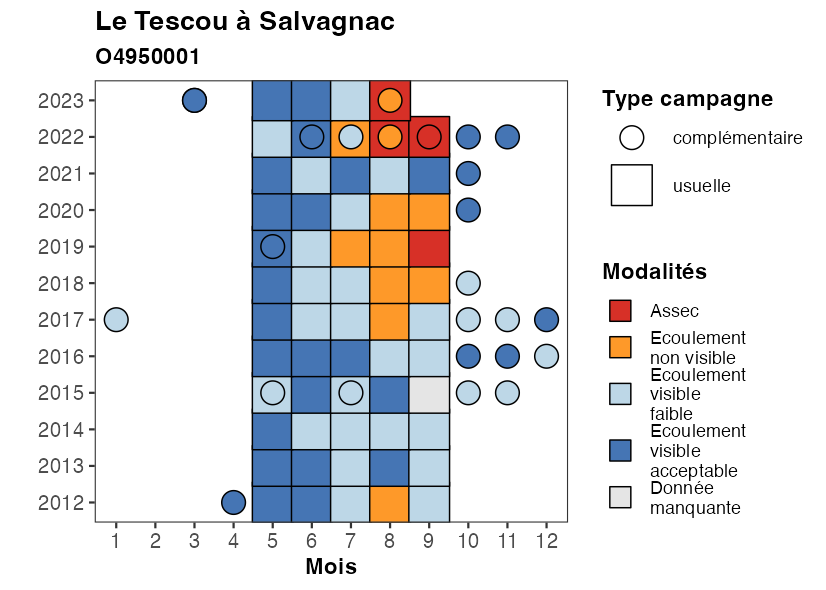 Le Tescou à Salvagnac
O4950001
2023
2022
2021
2020
2019
2018
2017
2016
2015
2014
2013
2012
1 2 3 4 5 6 7 8 9 10 11 12
Mois
Type campagne
complémentaire
usuelle
Modalités
Assec
Ecoulement
non visible
Ecoulement
visible
faible
Ecoulement
visible
acceptable
Donnée
manquante